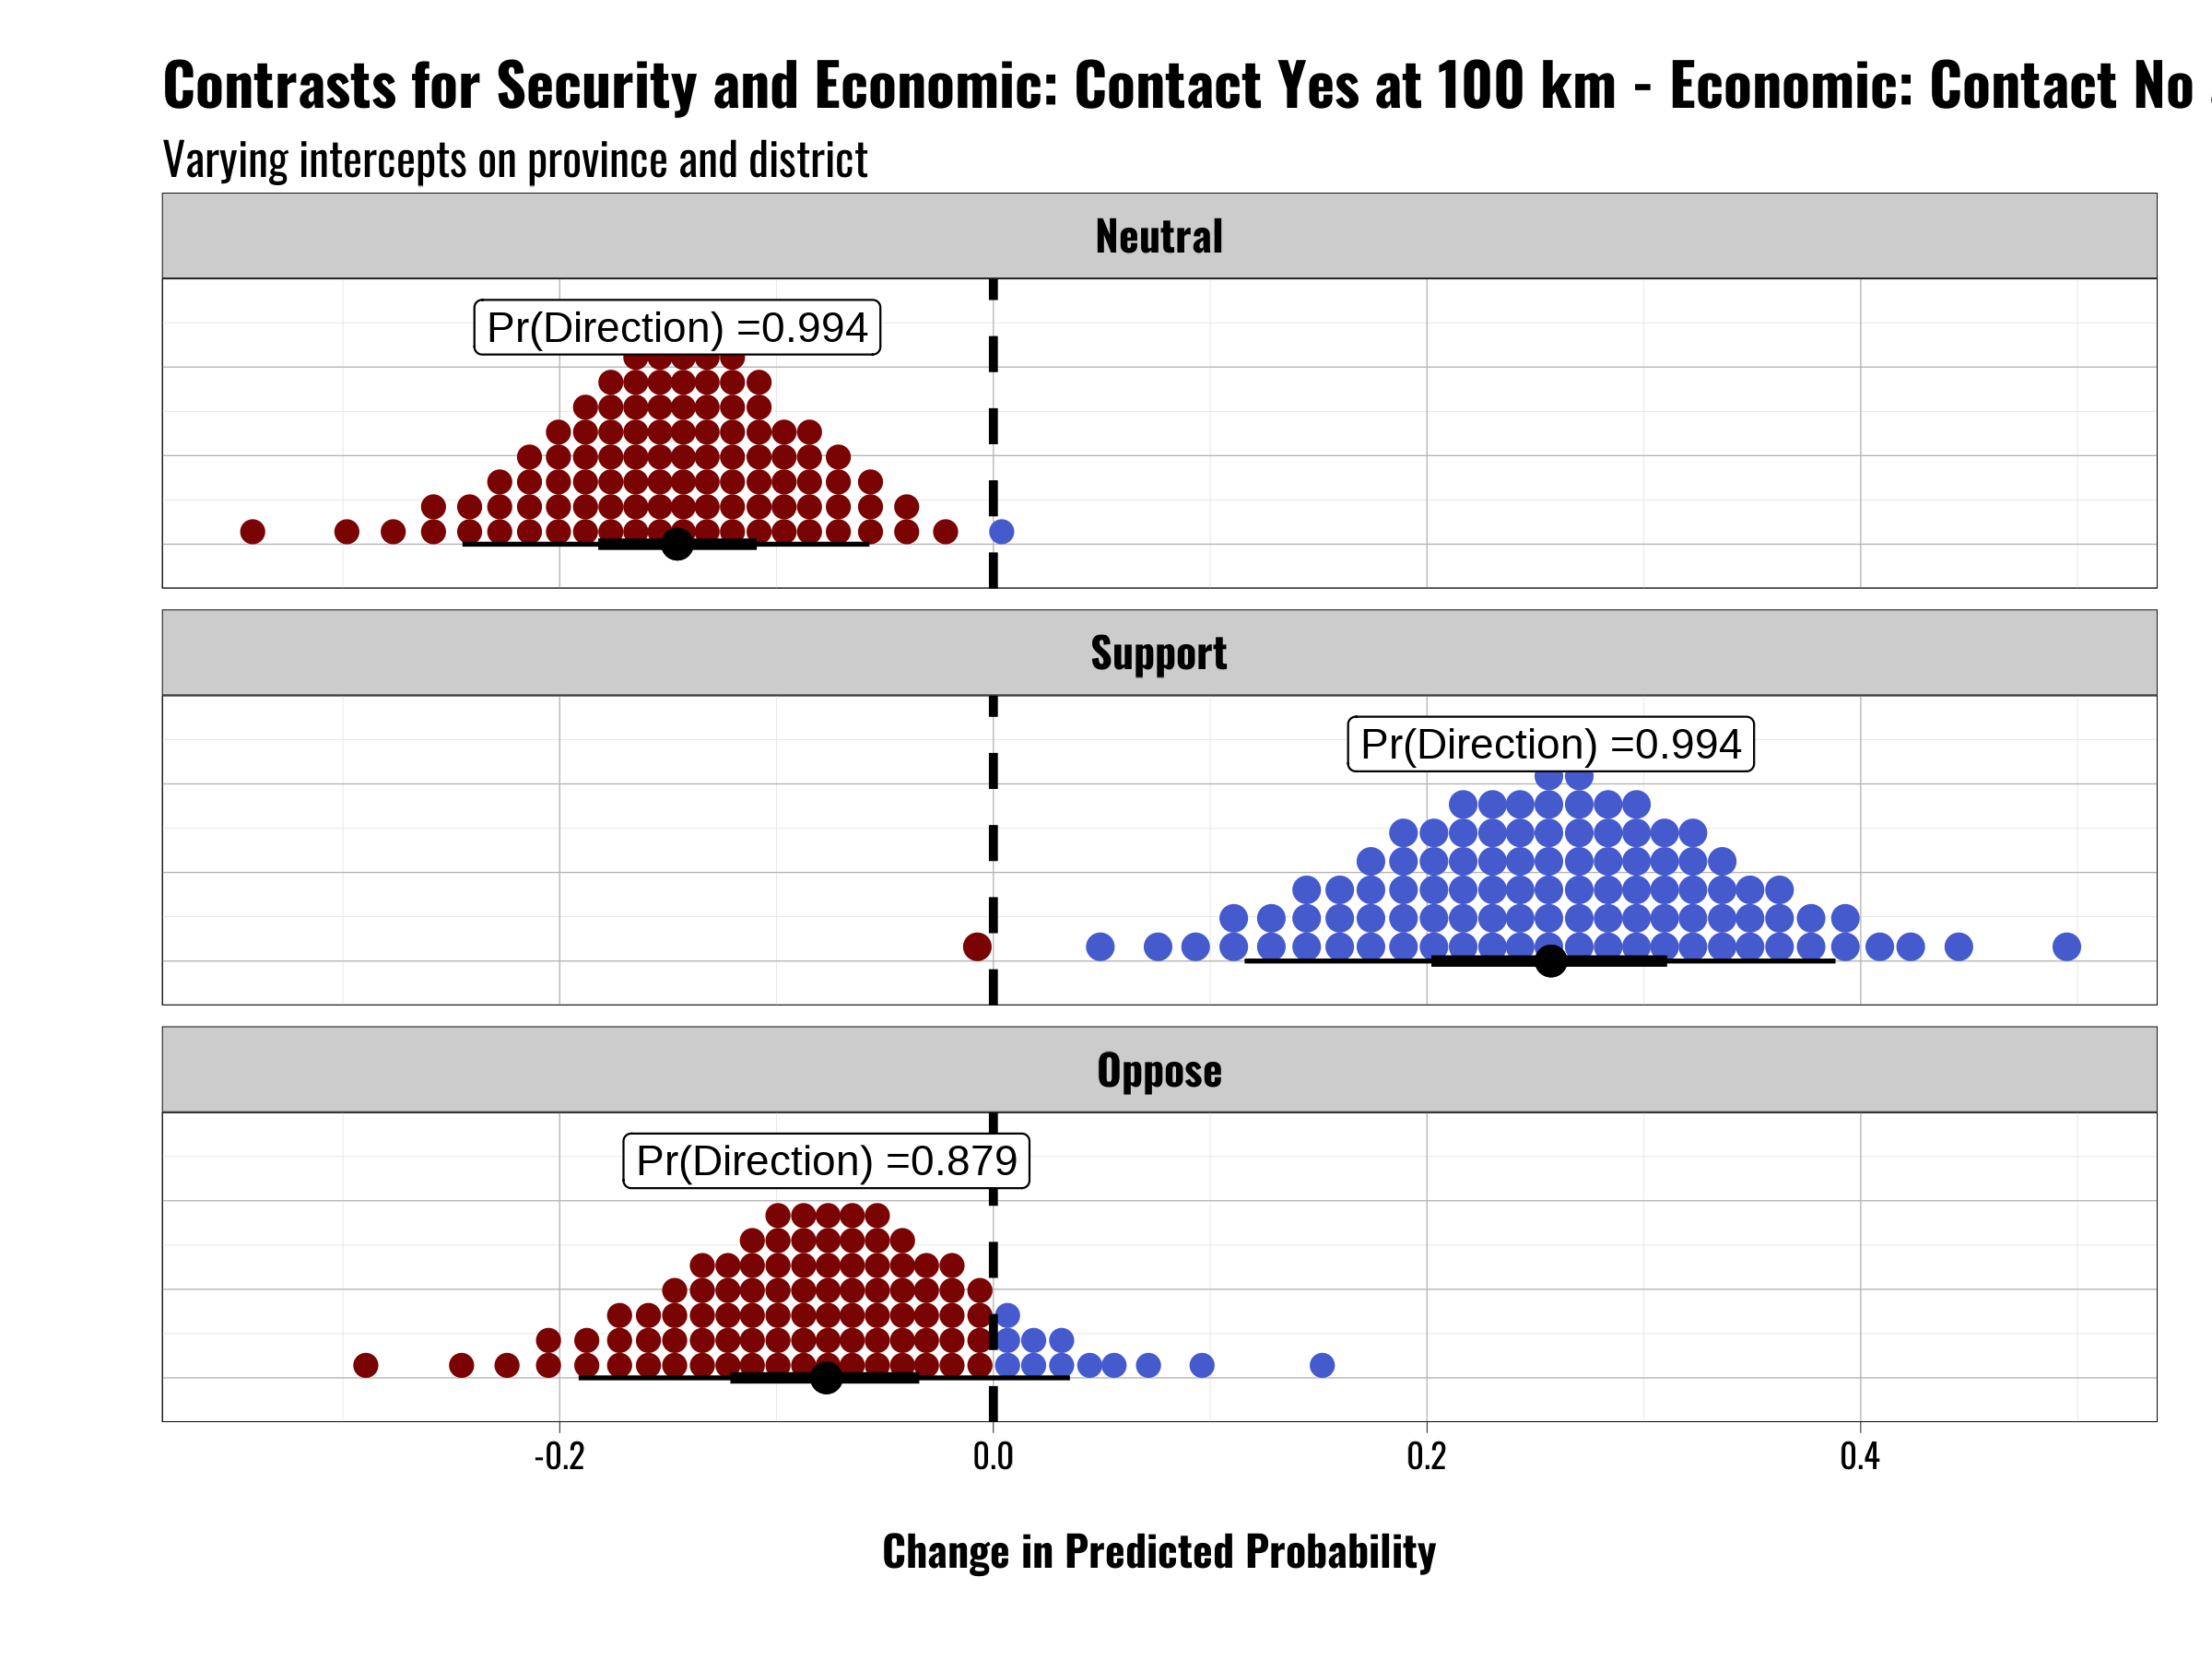 Contrasts for Security and Economic: Contact Yes at 100 km - Economic: Contact No
Varying intercepts on province and district
Neutral
Pr(Direction) =0.994
Support
Pr(Direction) =0.994
Oppose
Pr(Direction) =0.879
-0.2 0.0 0.2 0.4
Change in Predicted Probability